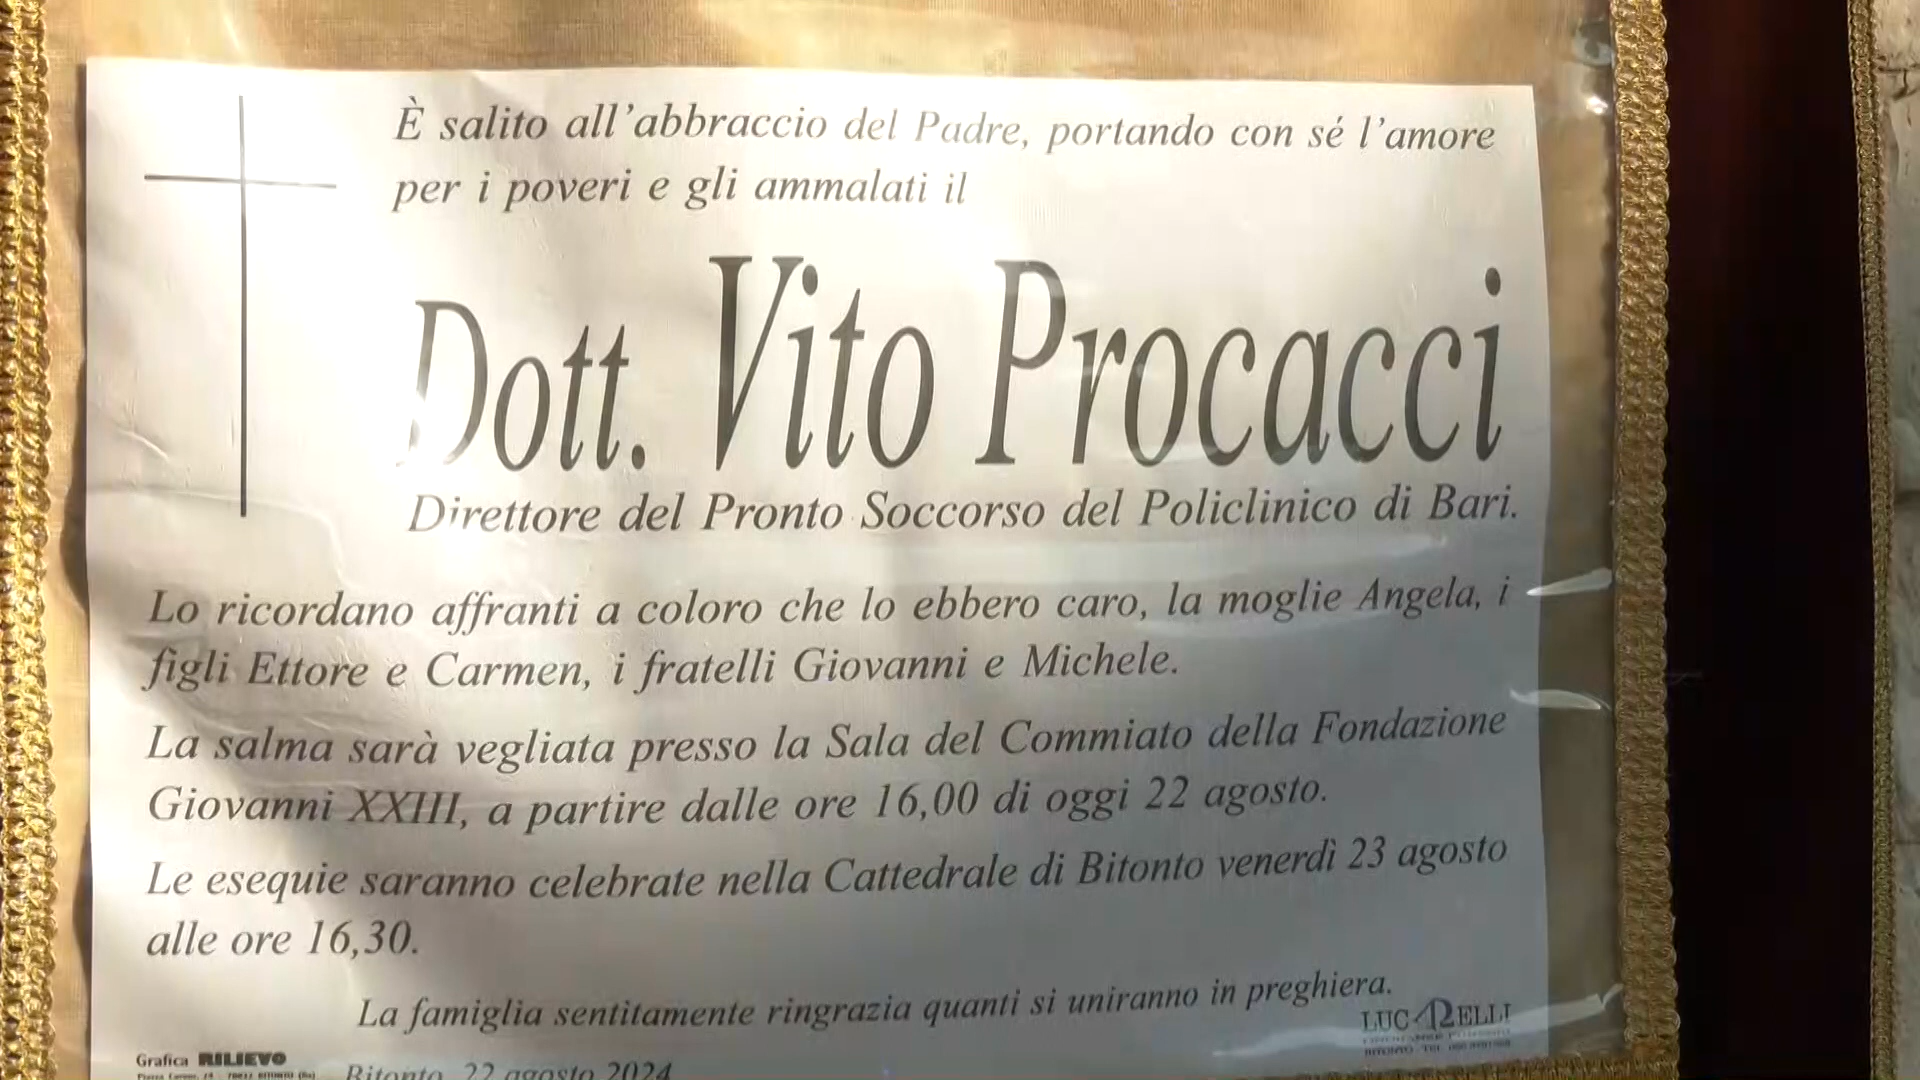 È salito all'abbraccio del Padre, portando con sé l'amore
per i poveri e gli ammalati il
Dott. Vito Procacci
Direttore del Pronto Soccorso del Policlinico di Bari.
Lo ricordano affranti a coloro che lo ebbero caro, la moglie Angela, i
figli Ettore e Carmen, i fratelli Giovanni e Michele.
La salma sarà vegliata presso la Sala del Commiato della Fondazione
Giovanni XXIII, a partire dalle ore 16,00 di oggi 22 agosto.
Le esequie saranno celebrate nella Cattedrale di Bitonto venerdì 23 agosto
alle ore 16,30.
La famiglia sentitamente ringrazia quanti si uniranno in preghiera.
LUCARELLI
BITONTO
Grafica RILIEVO
Bitonto, 22 agosto 2024